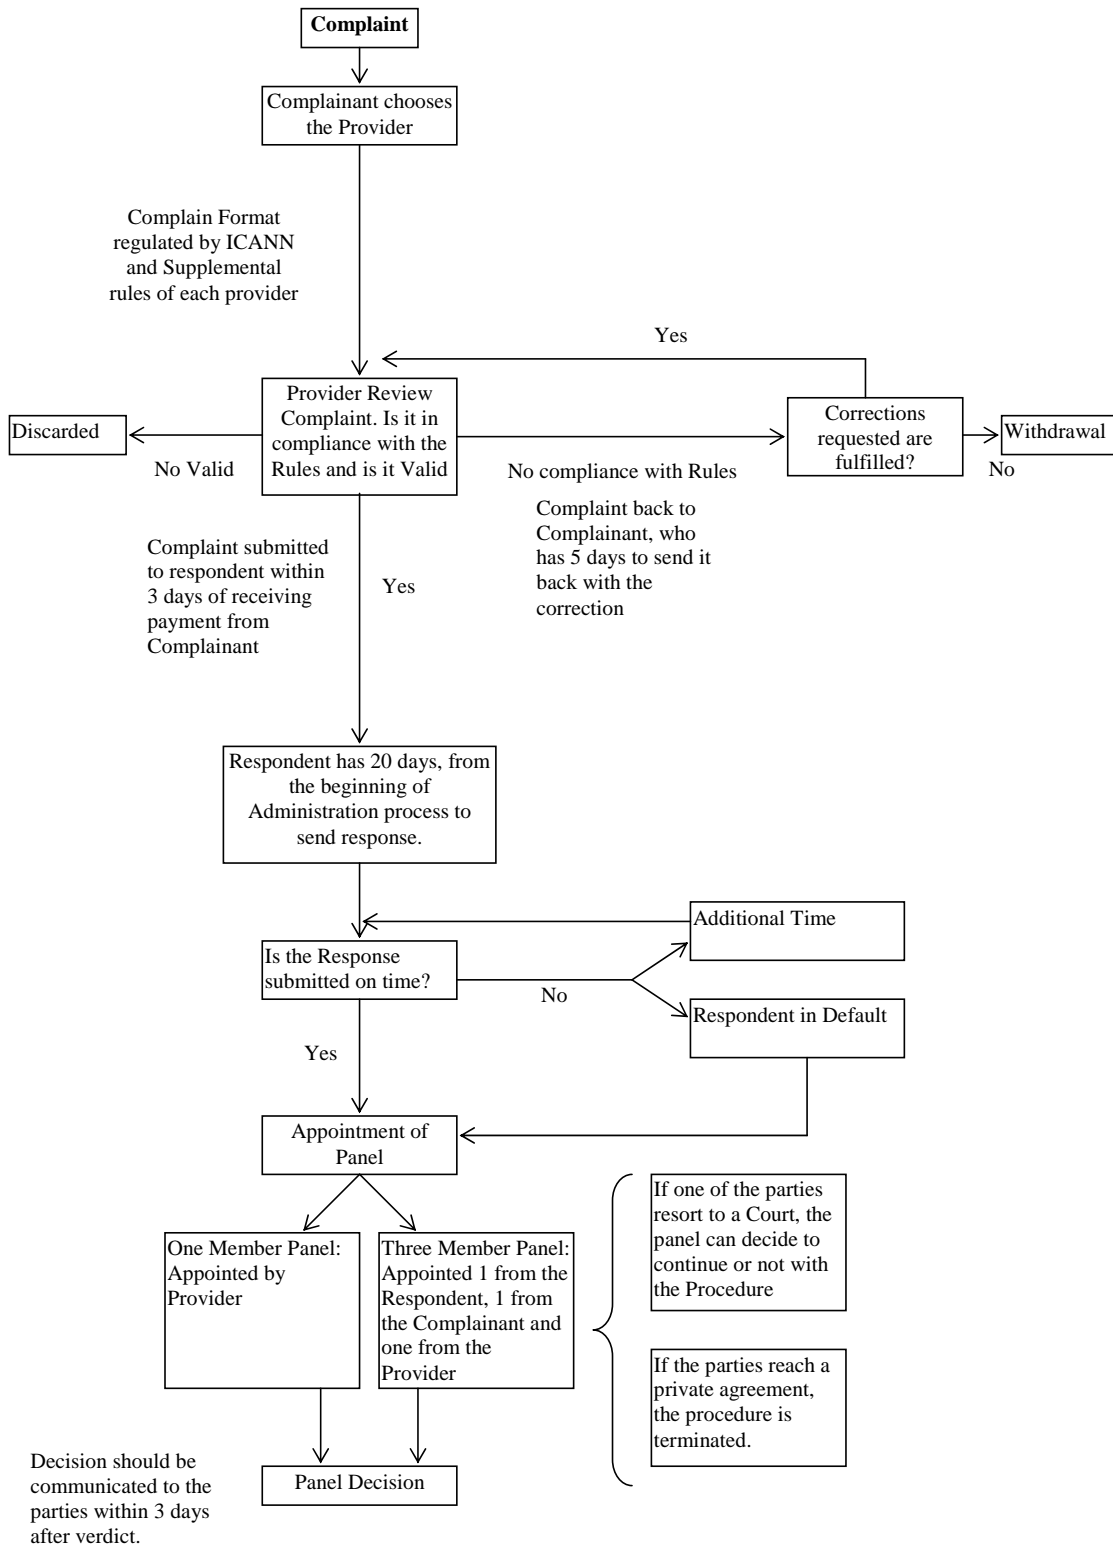 Complaint
Complainant chooses
the Provider
Complain Format
regulated by ICANN
and Supplemental
rules of each provider
Yes
Provider Review
Complaint. Is it in
compliance with the
Rules and is it Valid
Discarded
No Valid
Corrections
requested are
fulfilled?
Withdrawal
No
No compliance with Rules
Complaint back to
Complainant, who
has 5 days to send it
back with the
correction
Complaint submitted
to respondent within
3 days of receiving
payment from
Complainant
Yes
Respondent has 20 days, from
the beginning of
Administration process to
send response.
Additional Time
Is the Response
submitted on time?
No
Respondent in Default
Yes
Appointment of
Panel
One Member Panel:
Appointed by
Provider
Three Member Panel:
Appointed 1 from the
Respondent, 1 from
the Complainant and
one from the
Provider
If one of the parties
resort to a Court, the
panel can decide to
continue or not with
the Procedure
If the parties reach a
private agreement,
the procedure is
terminated.
Decision should be
communicated to the
parties within 3 days
after verdict.
Panel Decision